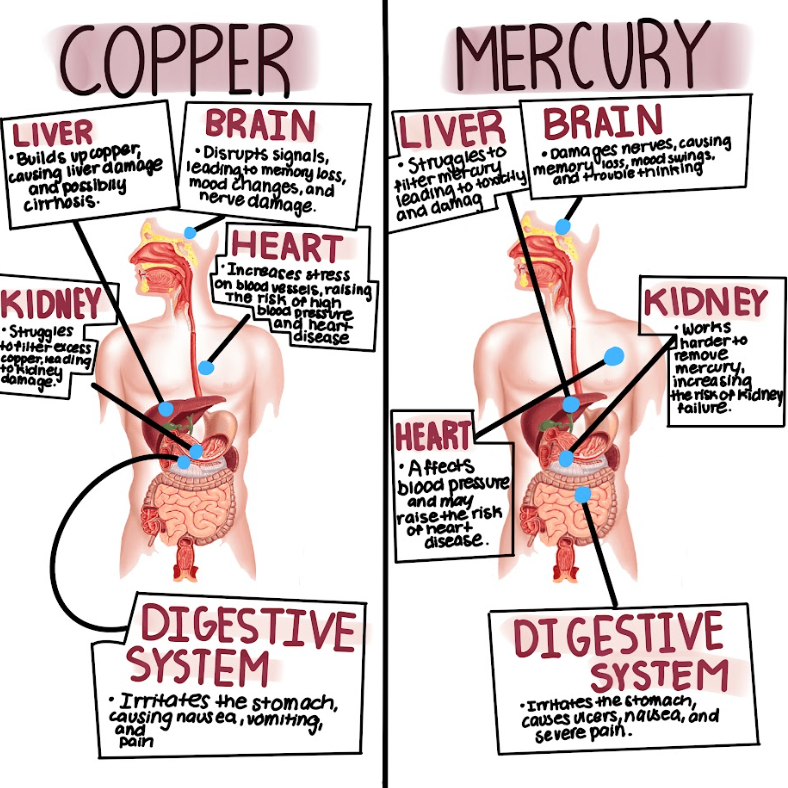 COPPER
LIVER
• Builds up copper,
causing liver damage
and possibily
cirrhosis.
BRAIN
• Disrupts signals,
leading to memory loss,
mood changes, and
nerve damage.
HEART
• Increases stress
on blood vessels, raising
the risk of high
blood pressure
and heart
disease
KIDNEY
• Struggles
to filter excess
copper, leading
to kidney
damage.
DIGESTIVE
SYSTEM
• Irritates the stomach,
causing nausea, vomiting,
and
pain
MERCURY
LIVER
• Struggles to
filter mercury
leading to toxicity
and damag
BRAIN
• Damages nerves, causing
memory loss, mood swings,
and trouble thinking
KIDNEY
• Works
harder to
remove
mercury,
increasing
the risk of kidney
failure.
HEART
• Affects
blood pressure
and may
raise the risk
of heart
disease.
DIGESTIVE
SYSTEM
• Irritates the stomach,
causes ulcers, nausea, and
severe pain.